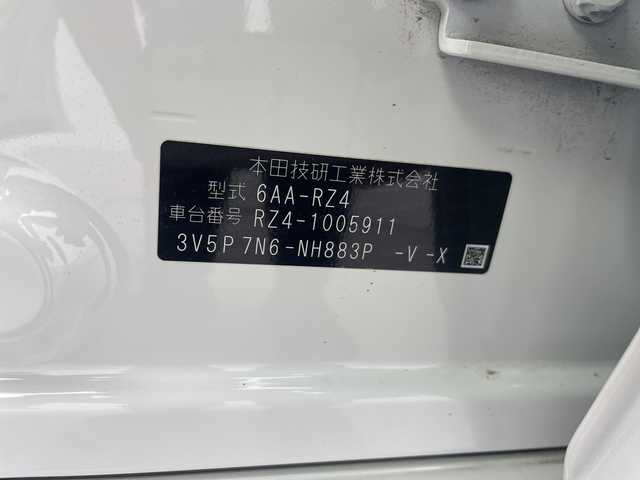 本田技研工業株式会社
型式 6AA-RZ4
車台番号 RZ4-1005911
3V5P 7N6-NH883P -V -X